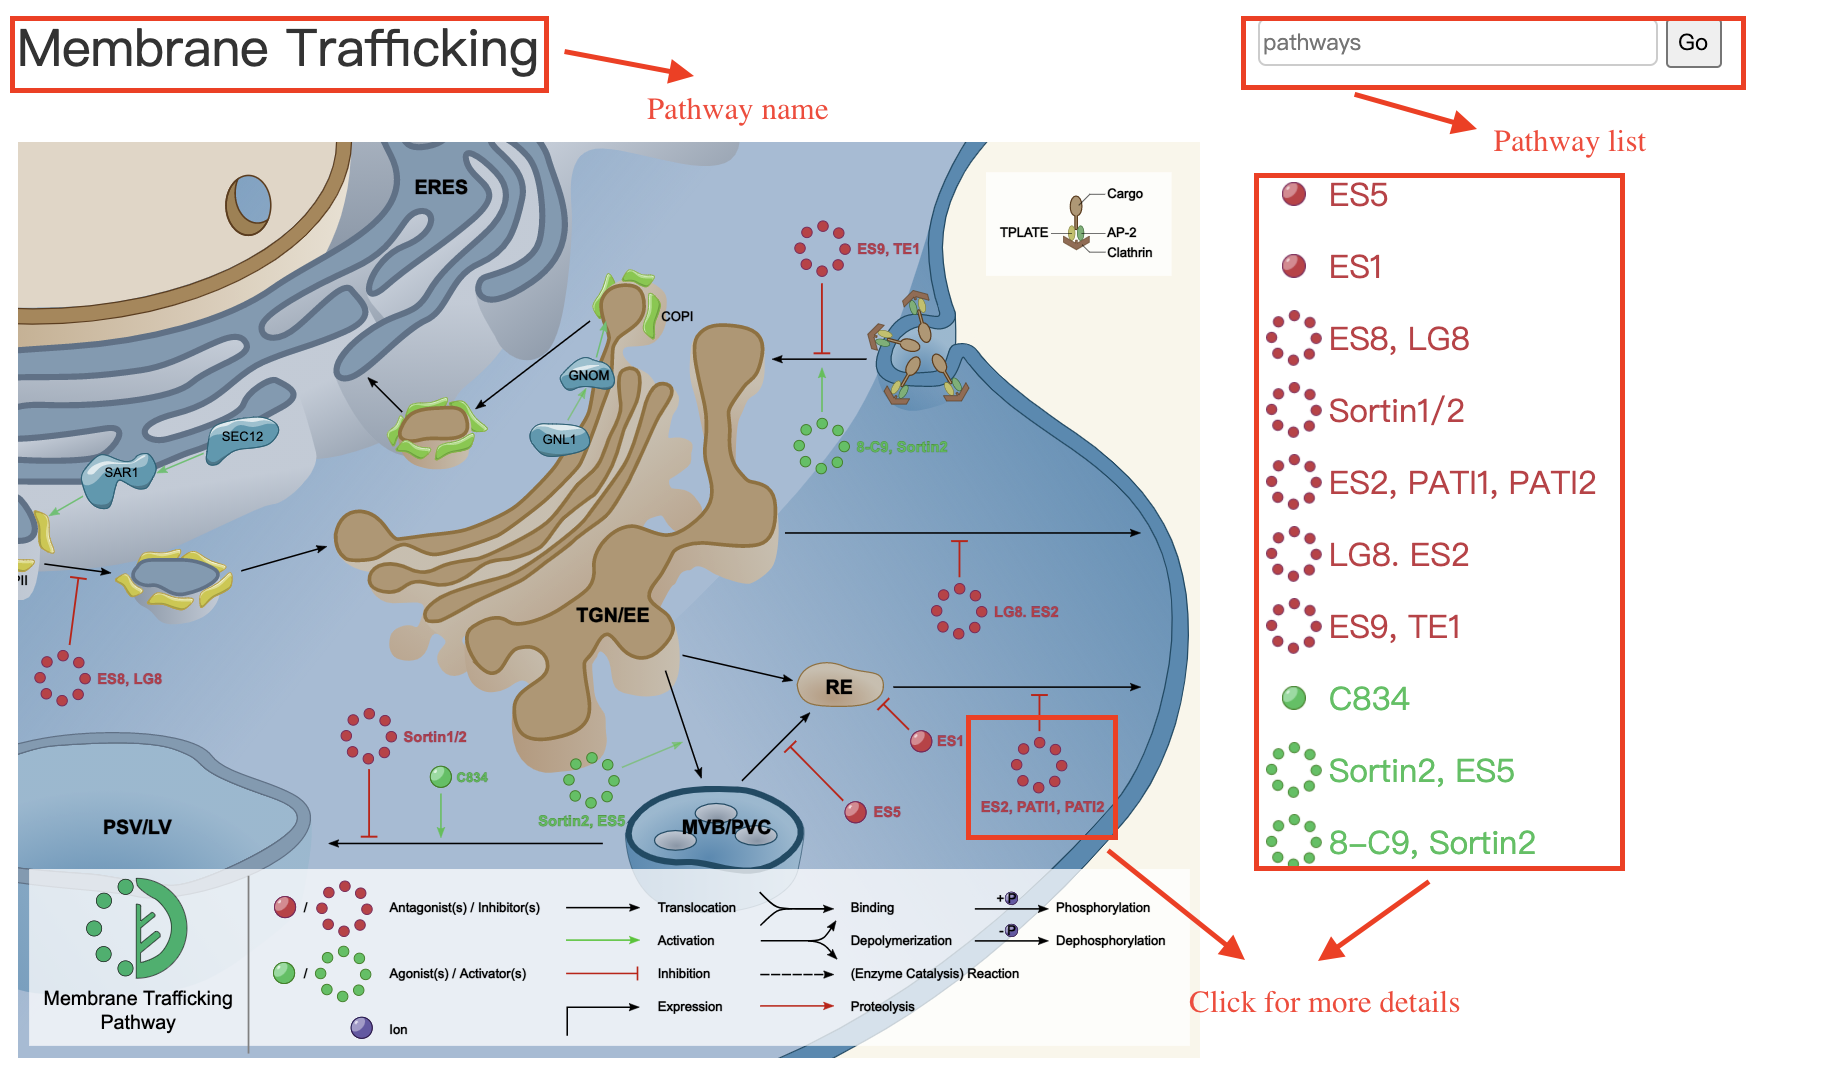 Membrane Trafficking
pathways
Go
Pathway name
Pathway list
ERES
Cargo
TPLATE
AP-2
Clathrin
ES9, TE1
COPI
GNOM
GNL1
8-C9, Sortin2
SEC12
SAR1
PII
TGN/EE
LG8. ES2
ES8, LG8
RE
Sortin1/2
ES1
C834
ES2, PATI1, PATI2
Sortin2, ES5
ES5
PSV/LV
MVB/PVC
ES5
ES1
ES8, LG8
Sortin1/2
ES2, PATI1, PATI2
LG8. ES2
ES9, TE1
C834
Sortin2, ES5
8-C9, Sortin2
Membrane Trafficking
Pathway
/ Antagonist(s) / Inhibitor(s)
/ Agonist(s) / Activator(s)
Ion
Translocation
Activation
Inhibition
Expression
Binding
Depolymerization
(Enzyme Catalysis) Reaction
Proteolysis
+P
Phosphorylation
-P
Dephosphorylation
Click for more details